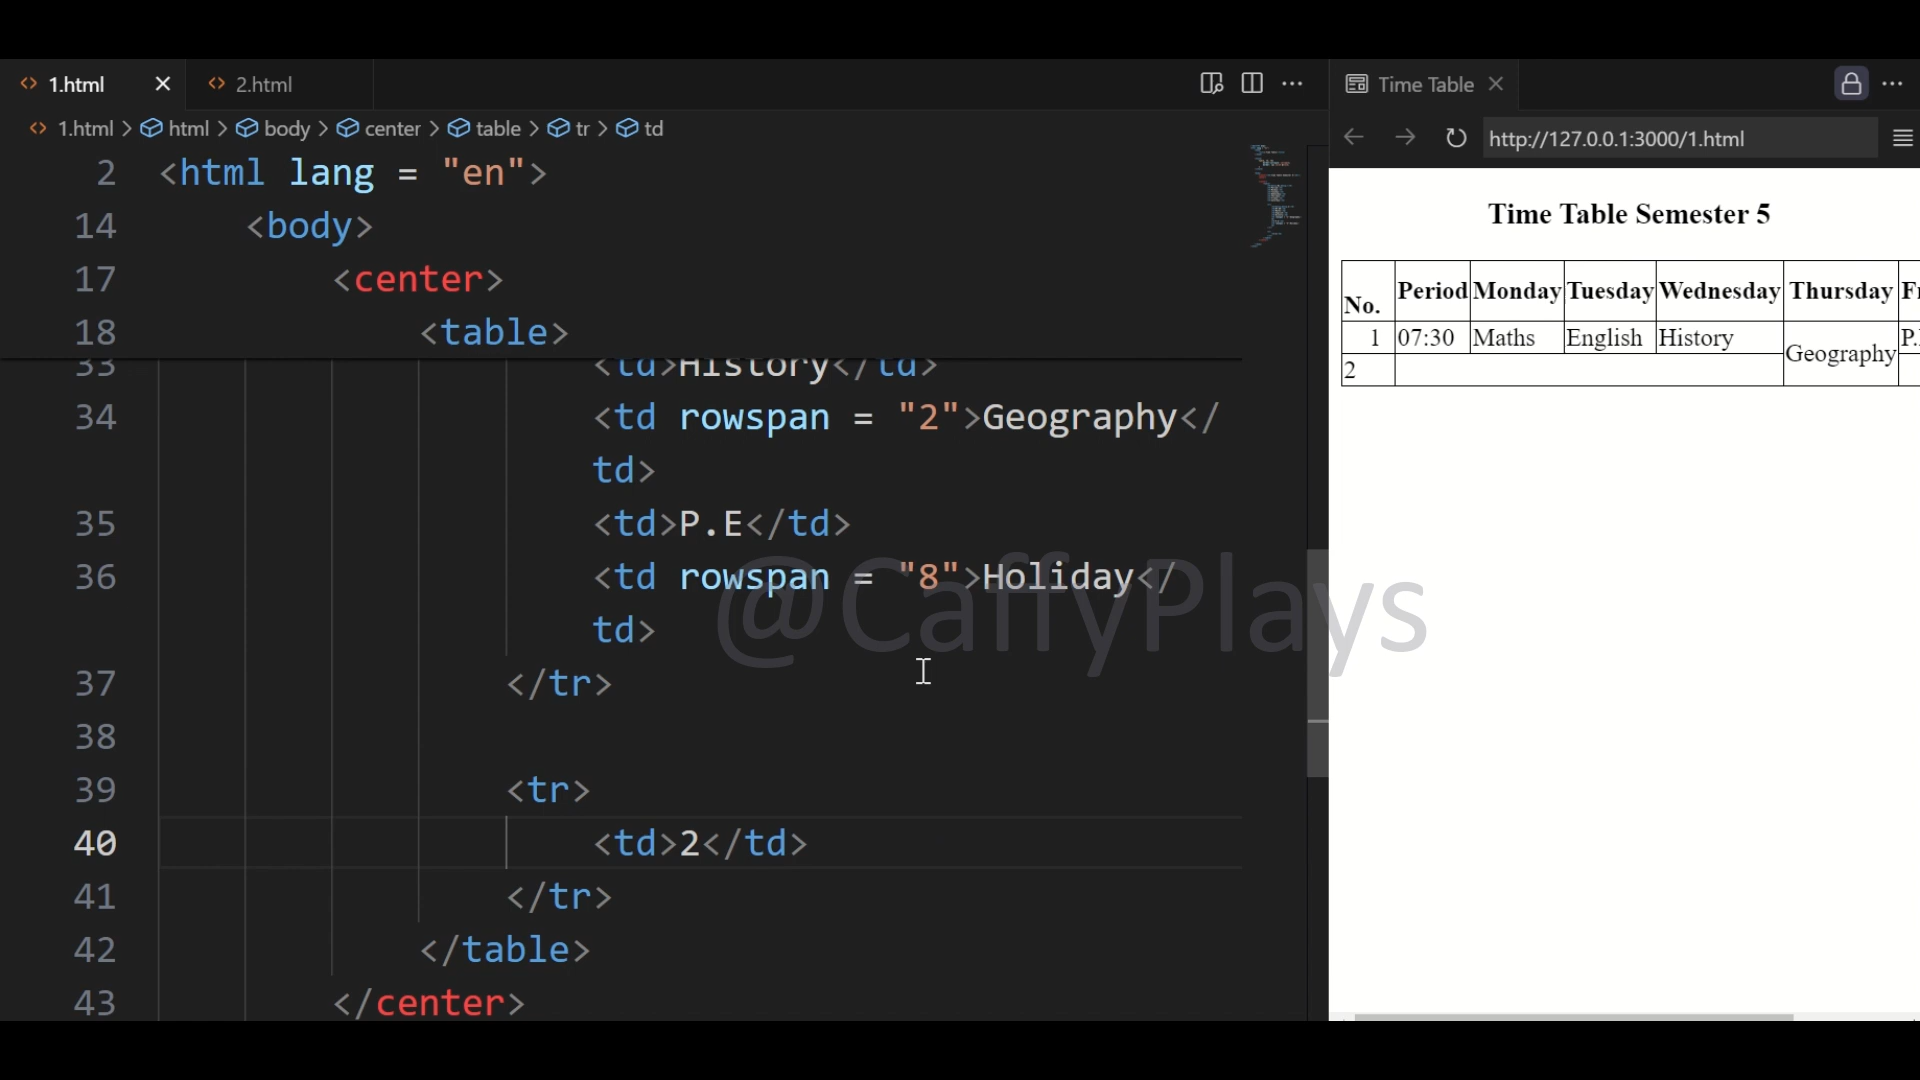 1.html 2.html
1.html > html > body > center > table > tr > td
2 <html lang = "en">
14 <body>
17 <center>
18 <table>
33 <td>History</td>
34 <td rowspan = "2">Geography</
td>
35 <td>P.E</td>
36 <td rowspan = "8">Holiday</
td>
37 </tr>
38
39 <tr>
40 <td>2</td>
41 </tr>
42 </table>
43 </center>
@CaffyPlays
Time Table
http://127.0.0.1:3000/1.html
Time Table Semester 5
No. Period Monday Tuesday Wednesday Thursday
1 07:30 Maths English History Geography
2